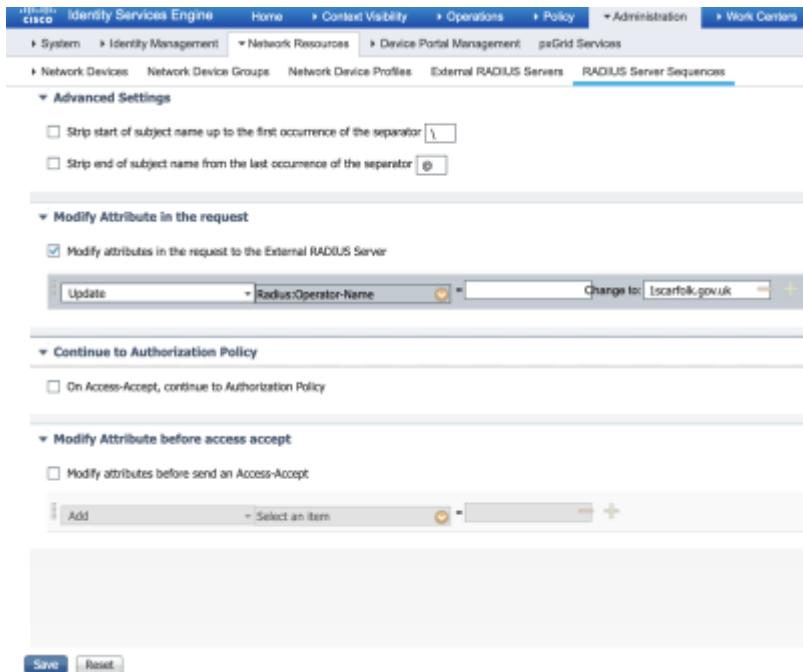 cisco Identity Services Engine Home Context Visibility Operations Policy Administration Work Centers
System Identity Management Network Resources Device Portal Management pxGrid Services
Network Devices Network Device Groups Network Device Profiles External RADIUS Servers RADIUS Server Sequences
Advanced Settings
Strip start of subject name up to the first occurrence of the separator \
Strip end of subject name from the last occurrence of the separator @
Modify Attribute in the request
Modify attributes in the request to the External RADIUS Server
Update Radius:Operator-Name = Change to: 1scarfolk.gov.uk
Continue to Authorization Policy
On Access-Accept, continue to Authorization Policy
Modify Attribute before access accept
Modify attributes before send an Access-Accept
Add Select an item =
Save Reset